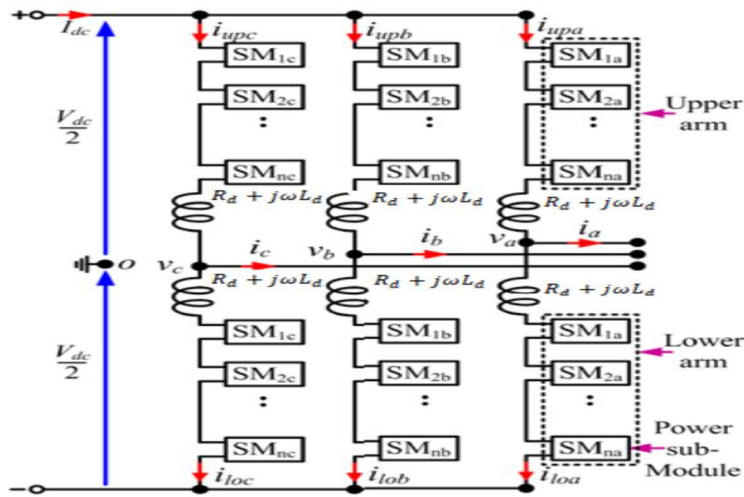 + I_dc i_upc i_upb i_upa
SM_1c SM_1b SM_1a
SM_2c SM_2b SM_2a
: : :
Upper
arm
V_dc/2
SM_nc SM_nb SM_na
R_d + jωL_d R_d + jωL_d R_d + jωL_d
o v_c i_c v_b i_b v_a i_a
R_d + jωL_d R_d + jωL_d R_d + jωL_d
SM_1c SM_1b SM_1a
Lower
arm
V_dc/2
SM_2c SM_2b SM_2a
: : :
SM_nc SM_nb SM_na
Power
sub-
Module
− i_loc i_lob i_loa